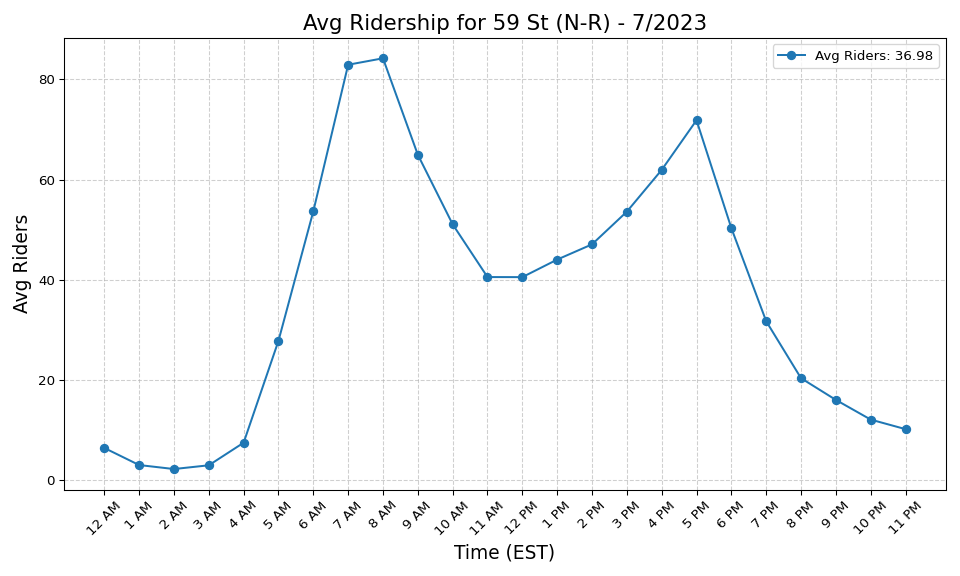 Avg Ridership for 59 St (N-R) - 7/2023
Avg Riders: 36.98
Avg Riders
80
60
40
20
0
12 AM
1 AM
2 AM
3 AM
4 AM
5 AM
6 AM
7 AM
8 AM
9 AM
10 AM
11 AM
12 PM
1 PM
2 PM
3 PM
4 PM
5 PM
6 PM
7 PM
8 PM
9 PM
10 PM
11 PM
Time (EST)